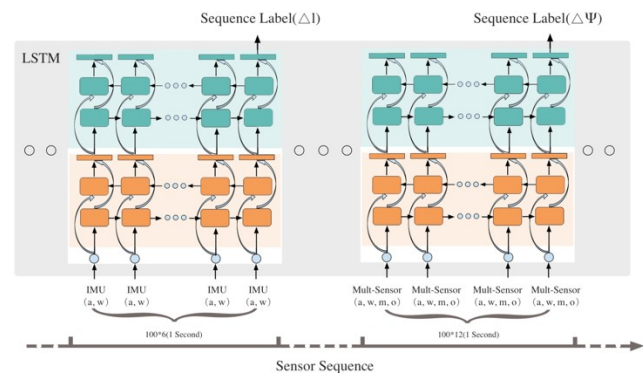 Sequence Label(△l)
Sequence Label(△Ψ)
LSTM
IMU IMU IMU IMU
(a, w) (a, w) (a, w) (a, w)
Mult-Sensor Mult-Sensor Mult-Sensor Mult-Sensor
(a, w, m, o) (a, w, m, o) (a, w, m, o) (a, w, m, o)
100*6(1 Second)
100*12(1 Second)
Sensor Sequence